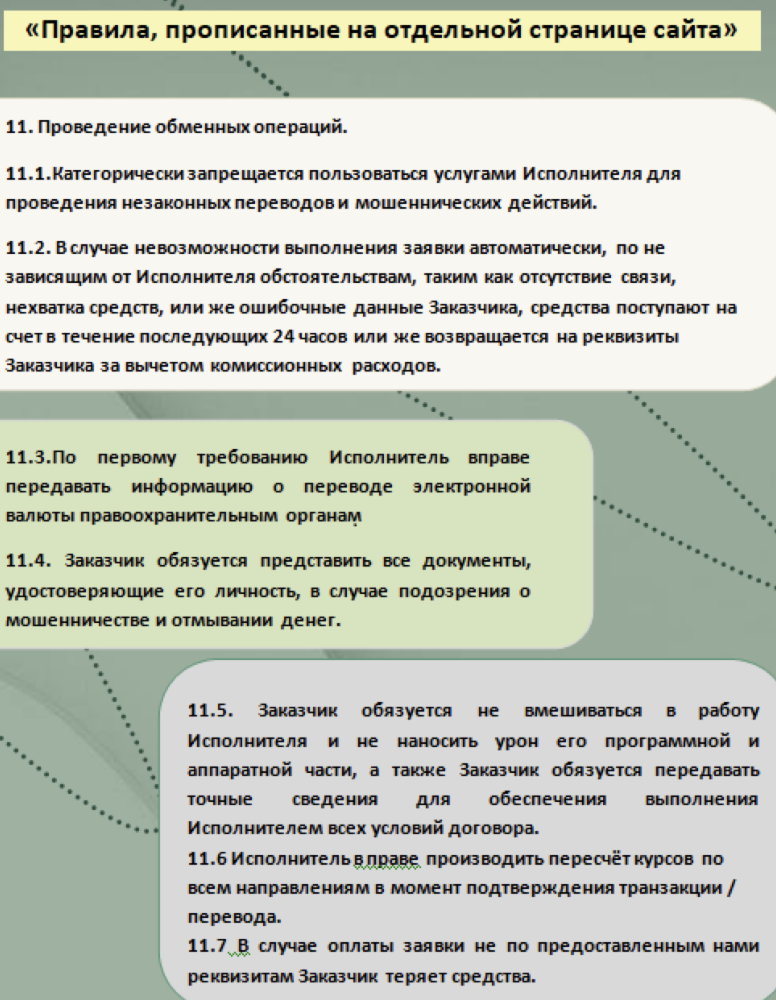 «Правила, прописанные на отдельной странице сайта»
11. Проведение обменных операций.
11.1.Категорически запрещается пользоваться услугами Исполнителя для
проведения незаконных переводов и мошеннических действий.
11.2. В случае невозможности выполнения заявки автоматически, по не
зависящим от Исполнителя обстоятельствам, таким как отсутствие связи,
нехватка средств, или же ошибочные данные Заказчика, средства поступают на
счет в течение последующих 24 часов или же возвращается на реквизиты
Заказчика за вычетом комиссионных расходов.
11.3.По первому требованию Исполнитель вправе
передавать информацию о переводе электронной
валюты правоохранительным органам
11.4. Заказчик обязуется представить все документы,
удостоверяющие его личность, в случае подозрения о
мошенничестве и отмывании денег.
11.5. Заказчик обязуется не вмешиваться в работу
Исполнителя и не наносить урон его программной и
аппаратной части, а также Заказчик обязуется передавать
точные сведения для обеспечения выполнения
Исполнителем всех условий договора.
11.6 Исполнитель в праве производить пересчёт курсов по
всем направлениям в момент подтверждения транзакции /
перевода.
11.7 В случае оплаты заявки не по предоставленным нами
реквизитам Заказчик теряет средства.